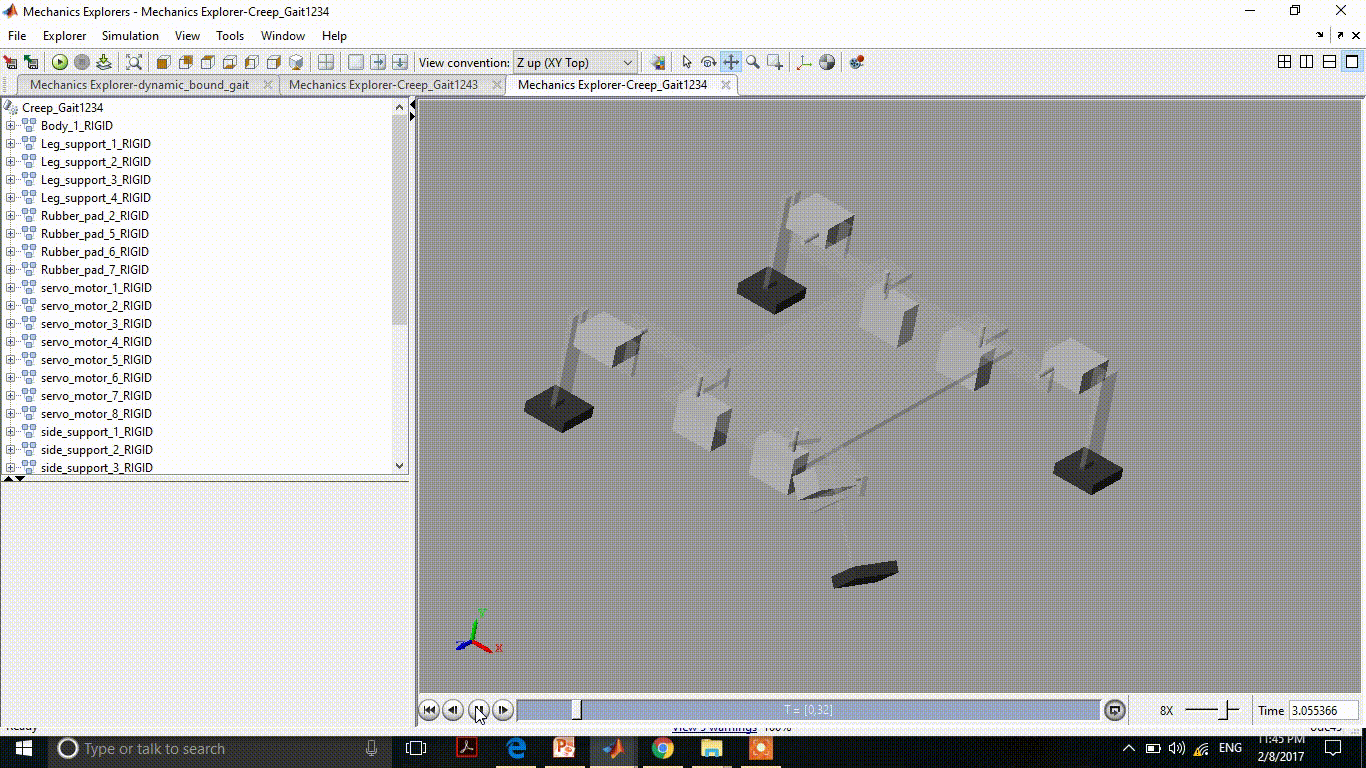 Mechanics Explorers - Mechanics Explorer-Creep_Gait1234
File Explorer Simulation View Tools Window Help
View convention: Z up (XY Top)
Mechanics Explorer-dynamic_bound_gait Mechanics Explorer-Creep_Gait1243 Mechanics Explorer-Creep_Gait1234
Creep_Gait1234
Body_1_RIGID
Leg_support_1_RIGID
Leg_support_2_RIGID
Leg_support_3_RIGID
Leg_support_4_RIGID
Rubber_pad_2_RIGID
Rubber_pad_5_RIGID
Rubber_pad_6_RIGID
Rubber_pad_7_RIGID
servo_motor_1_RIGID
servo_motor_2_RIGID
servo_motor_3_RIGID
servo_motor_4_RIGID
servo_motor_5_RIGID
servo_motor_6_RIGID
servo_motor_7_RIGID
servo_motor_8_RIGID
side_support_1_RIGID
side_support_2_RIGID
side_support_3_RIGID
Y
Z
X
T = [0,32]
8X Time 3.055366
Ready View 5 warnings 100%
Type or talk to search
ENG
11:45 PM
2/8/2017